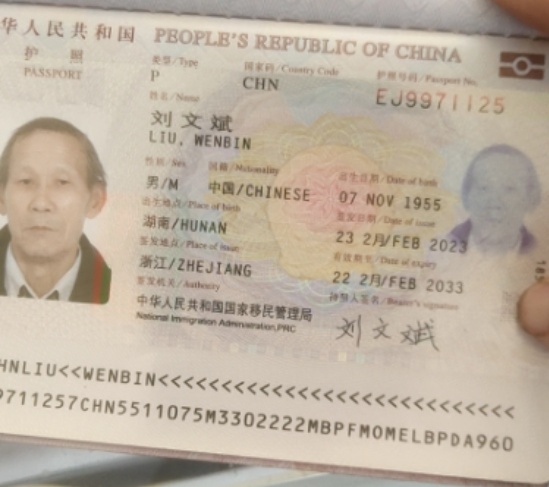 华人民共和国 PEOPLE'S REPUBLIC OF CHINA
护照 类型/Type 国家码/Country Code 护照号码/Passport No.
PASSPORT P CHN EJ9971125
姓名/Name
刘文斌
LIU, WENBIN
性别/Sex 国籍/Nationality 出生日期/Date of birth
男/M 中国/CHINESE 07 NOV 1955
出生地点/Place of birth 签发日期/Date of issue
湖南/HUNAN 23 2月/FEB 2023
签发地点/Place of issue 有效期至/Date of expiry
浙江/ZHEJIANG 22 2月/FEB 2033
签发机关/Authority 持照人签名/Bearer's signature
中华人民共和国国家移民管理局 刘文斌
National Immigration Administration,PRC
HNLIU<<WENBIN<<<<<<<<<<<<<<<<<<<<<<<<<<<<<<
9711257CHN5511075M3302222MBPFMOMELBPDA960